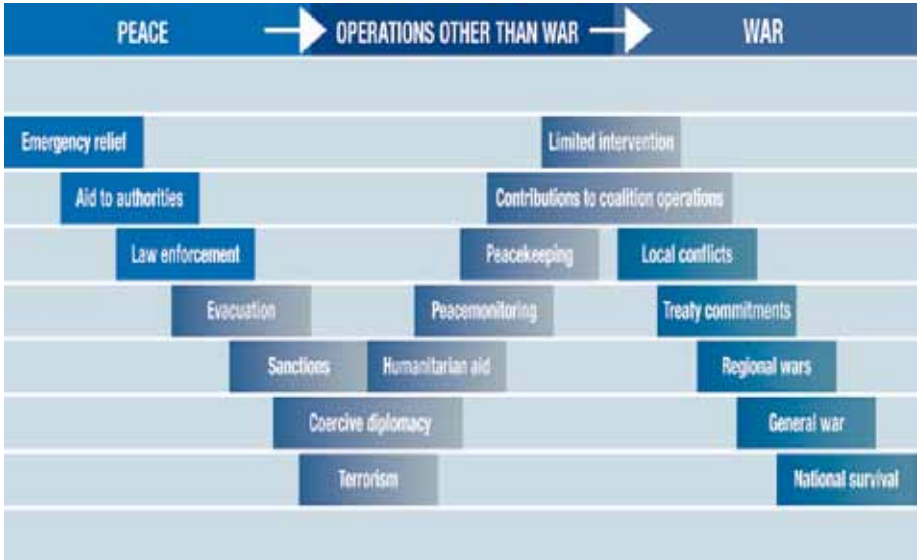 PEACE OPERATIONS OTHER THAN WAR WAR
Emergency relief Limited intervention
Aid to authorities Contributions to coalition operations
Law enforcement Peacekeeping Local conflicts
Evacuation Peacemonitoring Treaty commitments
Sanctions Humanitarian aid Regional wars
Coercive diplomacy General war
Terrorism National survival